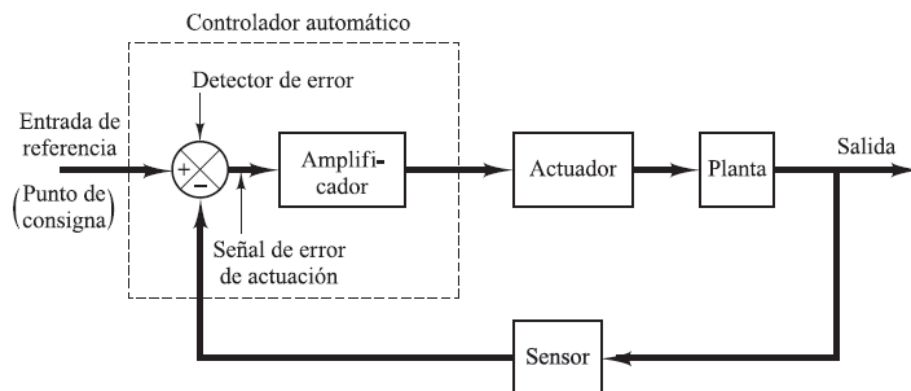 Controlador automático
Detector de error
Entrada de
referencia
(Punto de
consigna)
+
−
Amplifi-
cador
Señal de error
de actuación
Actuador
Planta
Salida
Sensor